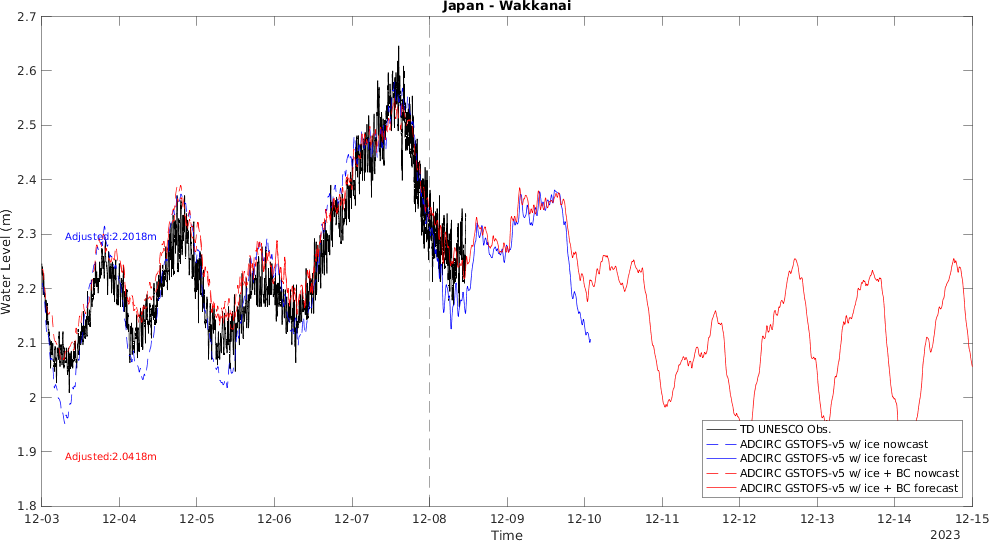 Japan - Wakkanai
2.7
2.6
2.5
2.4
2.3
2.2
2.1
2
1.9
1.8
Water Level (m)
Adjusted:2.2018m
Adjusted:2.0418m
TD UNESCO Obs.
ADCIRC GSTOFS-v5 w/ ice nowcast
ADCIRC GSTOFS-v5 w/ ice forecast
ADCIRC GSTOFS-v5 w/ ice + BC nowcast
ADCIRC GSTOFS-v5 w/ ice + BC forecast
12-03 12-04 12-05 12-06 12-07 12-08 12-09 12-10 12-11 12-12 12-13 12-14 12-15
Time
2023